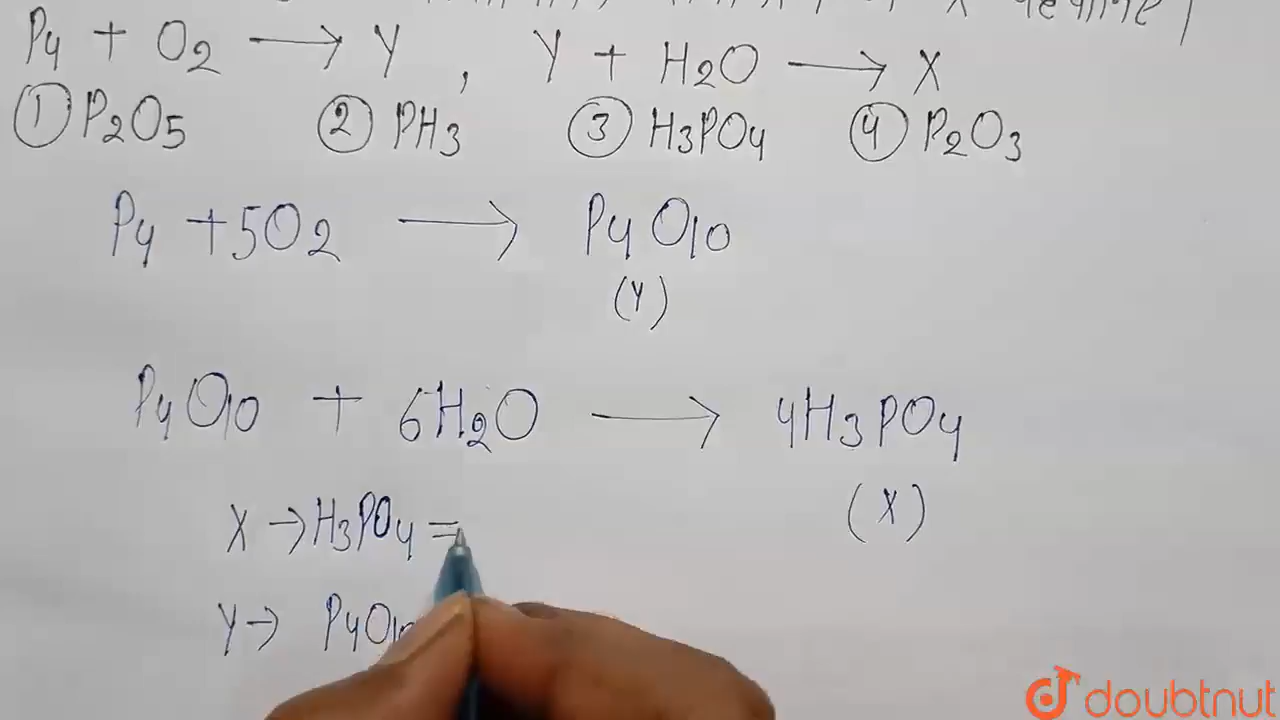 X पहचानिए |
P4 + O2 → Y , Y + H2O → X
① P2O5 ② PH3 ③ H3PO4 ④ P2O3
P4 + 5O2 → P4O10
(Y)
P4O10 + 6H2O → 4H3PO4
(X)
X → H3PO4 =
Y → P4O10
doubtnut